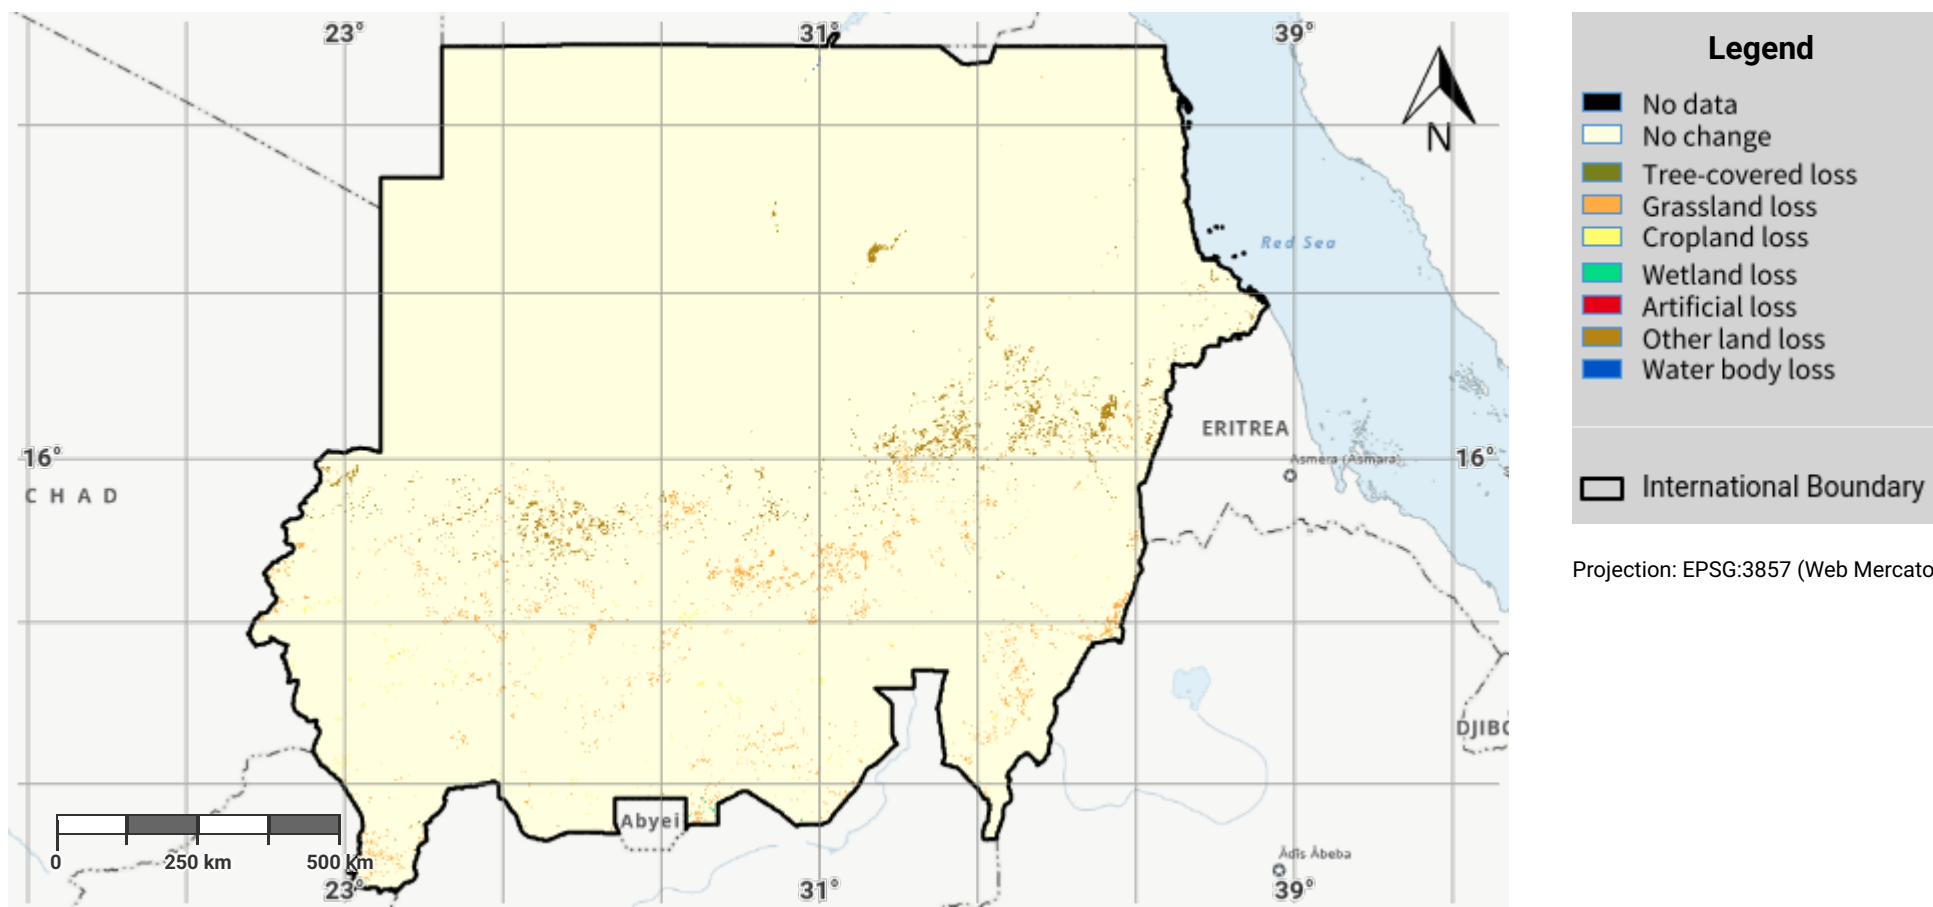 23°
31°
39°
N
Red Sea
16°
16°
ERITREA
Asmera (Asmara)
CHAD
DJIBO
Abyei
0
250 km
500 km
Ādīs Ābeba
23°
31°
39°
Legend
No data
No change
Tree-covered loss
Grassland loss
Cropland loss
Wetland loss
Artificial loss
Other land loss
Water body loss
International Boundary
Projection: EPSG:3857 (Web Mercato